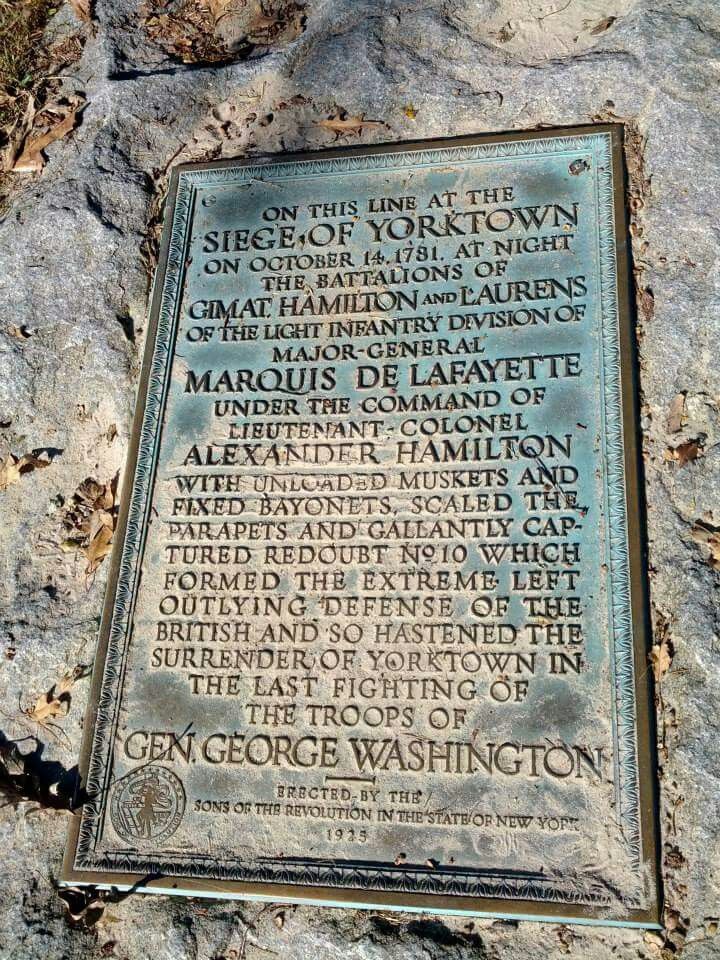 ON THIS LINE AT THE
SIEGE OF YORKTOWN
ON OCTOBER 14, 1781. AT NIGHT
THE BATTALIONS OF
GIMAT, HAMILTON AND LAURENS
OF THE LIGHT INFANTRY DIVISION OF
MAJOR-GENERAL
MARQUIS DE LAFAYETTE
UNDER THE COMMAND OF
LIEUTENANT-COLONEL
ALEXANDER HAMILTON
WITH UNLOADED MUSKETS AND
FIXED BAYONETS, SCALED THE
PARAPETS AND GALLANTLY CAP-
TURED REDOUBT No 10 WHICH
FORMED THE EXTREME LEFT
OUTLYING DEFENSE OF THE
BRITISH AND SO HASTENED THE
SURRENDER OF YORKTOWN IN
THE LAST FIGHTING OF
THE TROOPS OF
GEN. GEORGE WASHINGTON
ERECTED BY THE
SONS OF THE REVOLUTION IN THE STATE OF NEW YORK
1925